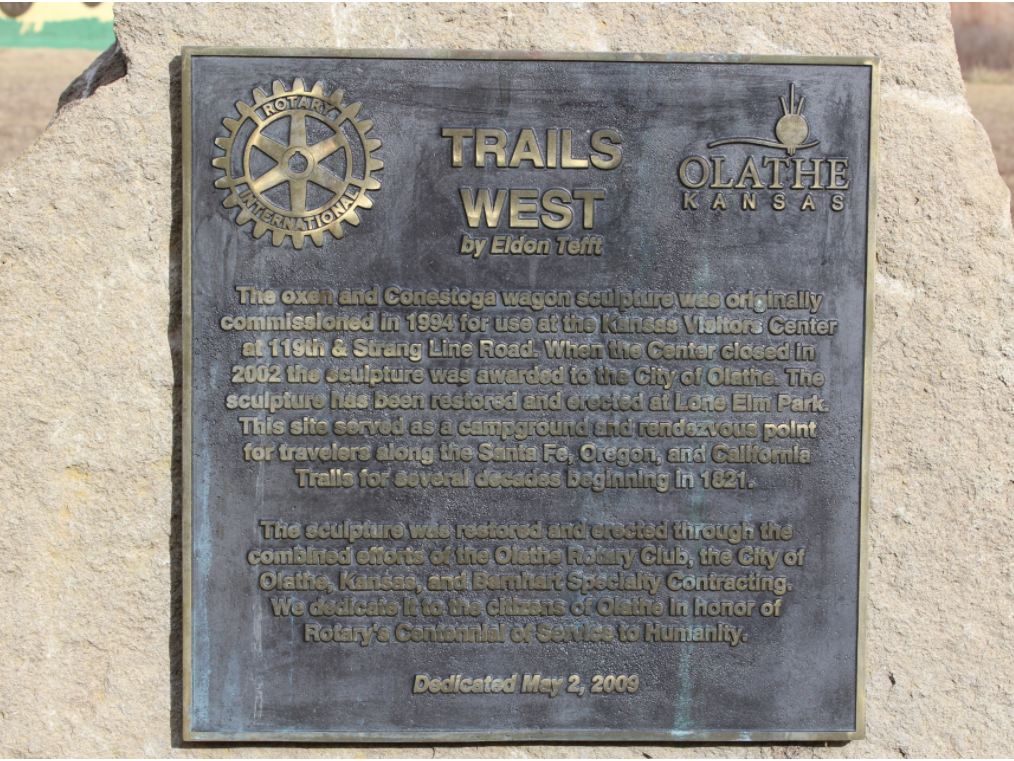 ROTARY
INTERNATIONAL
TRAILS
WEST
by Eldon Tefft
OLATHE
KANSAS
The oxen and Conestoga wagon sculpture was originally
commissioned in 1994 for use at the Kansas Visitors Center
at 119th & Strang Line Road. When the Center closed in
2002 the sculpture was awarded to the City of Olathe. The
sculpture has been restored and erected at Lone Elm Park.
This site served as a campground and rendezvous point
for travelers along the Santa Fe, Oregon, and California
Trails for several decades beginning in 1821.
The sculpture was restored and erected through the
combined efforts of the Olathe Rotary Club, the City of
Olathe, Kansas, and Barnhart Specialty Contracting.
We dedicate it to the citizens of Olathe in honor of
Rotary's Centennial of Service to Humanity.
Dedicated May 2, 2009